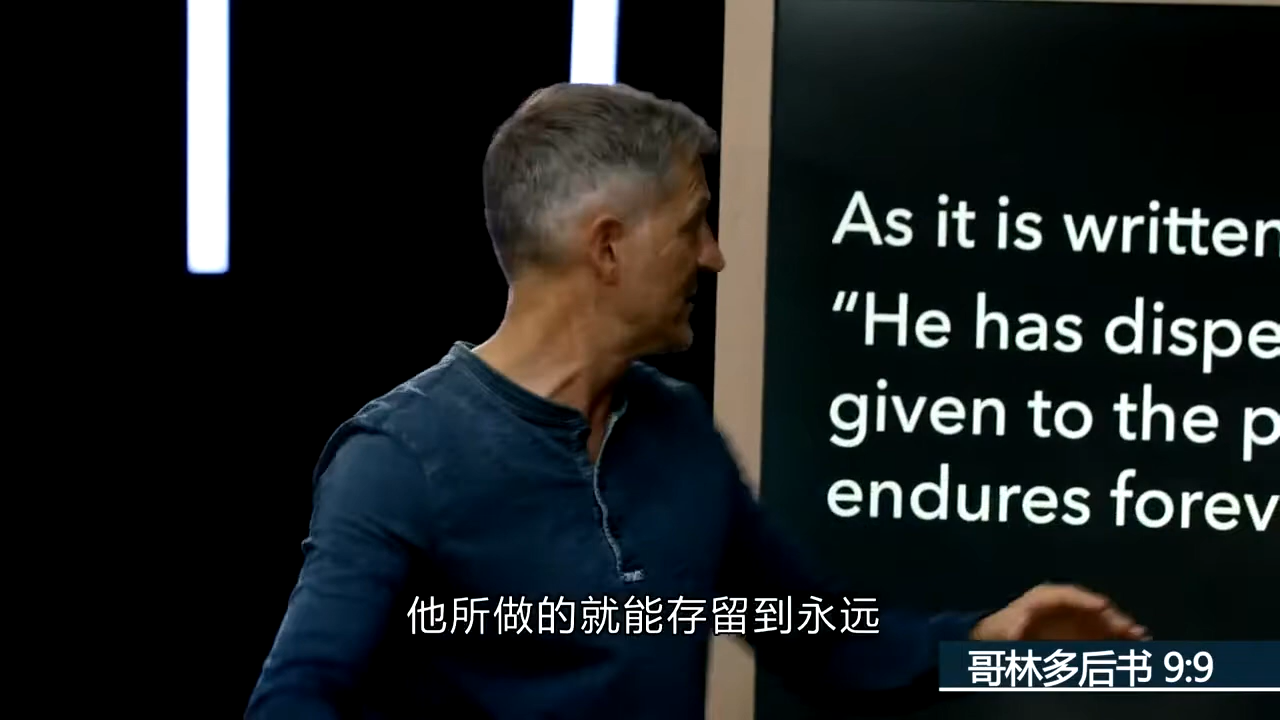 As it is written
“He has dispe
given to the p
endures forev
他所做的就能存留到永远
哥林多后书 9:9